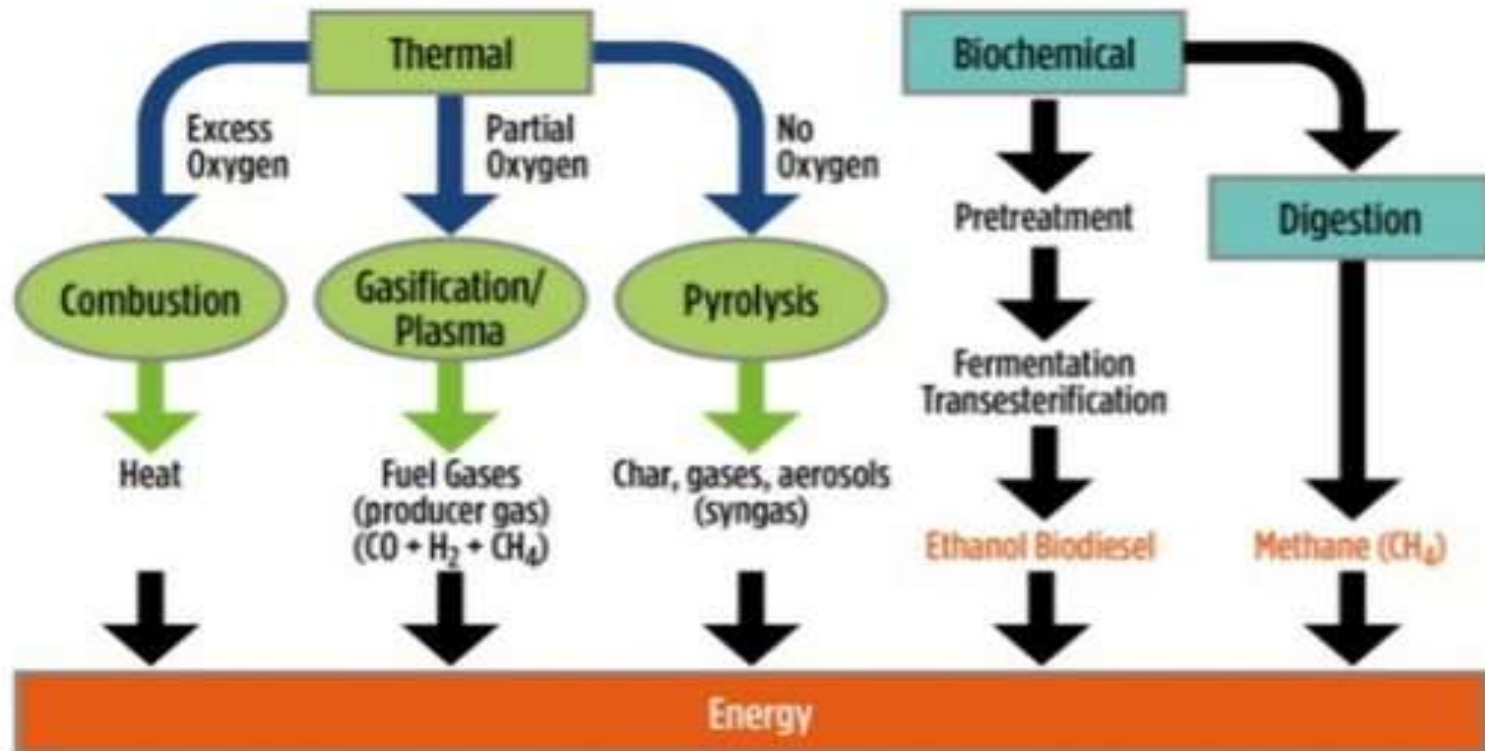 Thermal
Biochemical
Excess
Oxygen
Partial
Oxygen
No
Oxygen
Pretreatment
Digestion
Combustion
Gasification/
Plasma
Pyrolysis
Fermentation
Transesterification
Heat
Fuel Gases
(producer gas)
(CO + H₂ + CH₄)
Char, gases, aerosols
(syngas)
Ethanol Biodiesel
Methane (CH₄)
Energy